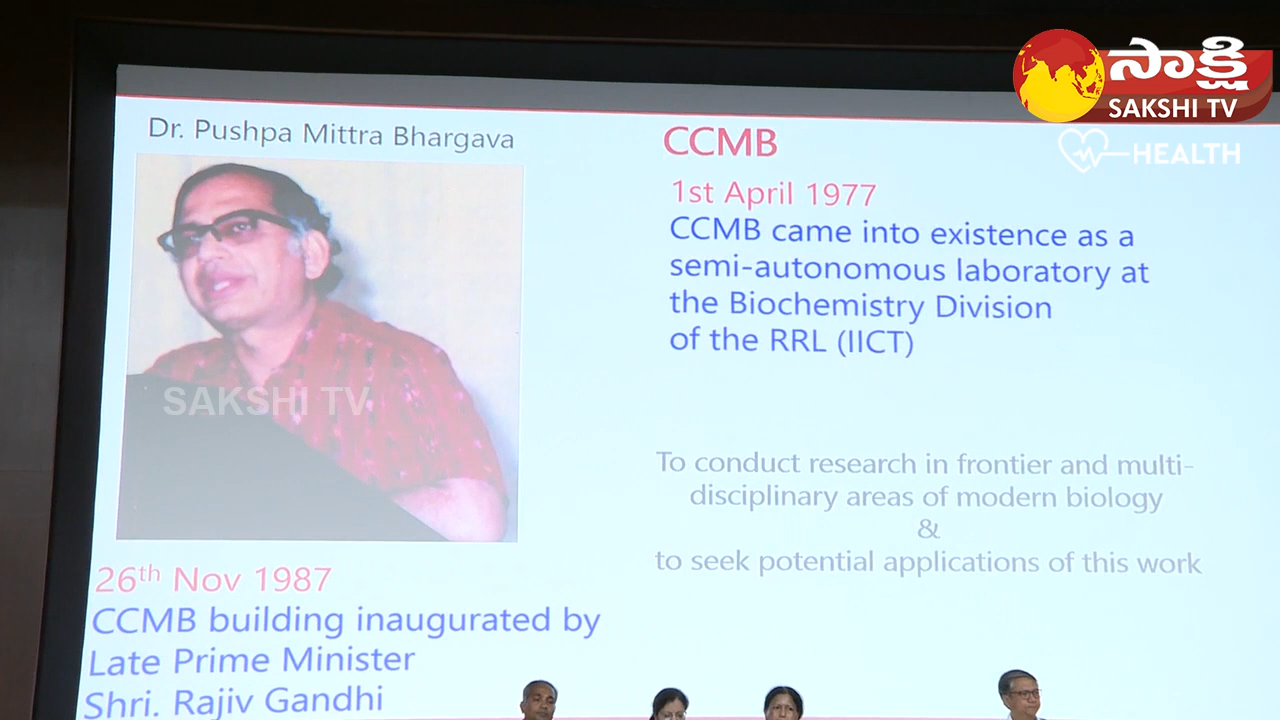 సాక్షి
SAKSHI TV
HEALTH
Dr. Pushpa Mittra Bhargava
SAKSHI TV
26th Nov 1987
CCMB building inaugurated by
Late Prime Minister
Shri. Rajiv Gandhi
CCMB
1st April 1977
CCMB came into existence as a
semi-autonomous laboratory at
the Biochemistry Division
of the RRL (IICT)
To conduct research in frontier and multi-
disciplinary areas of modern biology
&
to seek potential applications of this work